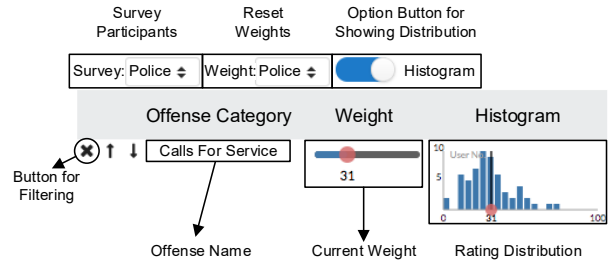 Survey Participants
Reset Weights
Option Button for Showing Distribution
Survey: Police
Weight: Police
Histogram
Offense Category
Weight
Histogram
Calls For Service
31
10
5
User
0
31
100
Button for Filtering
Offense Name
Current Weight
Rating Distribution